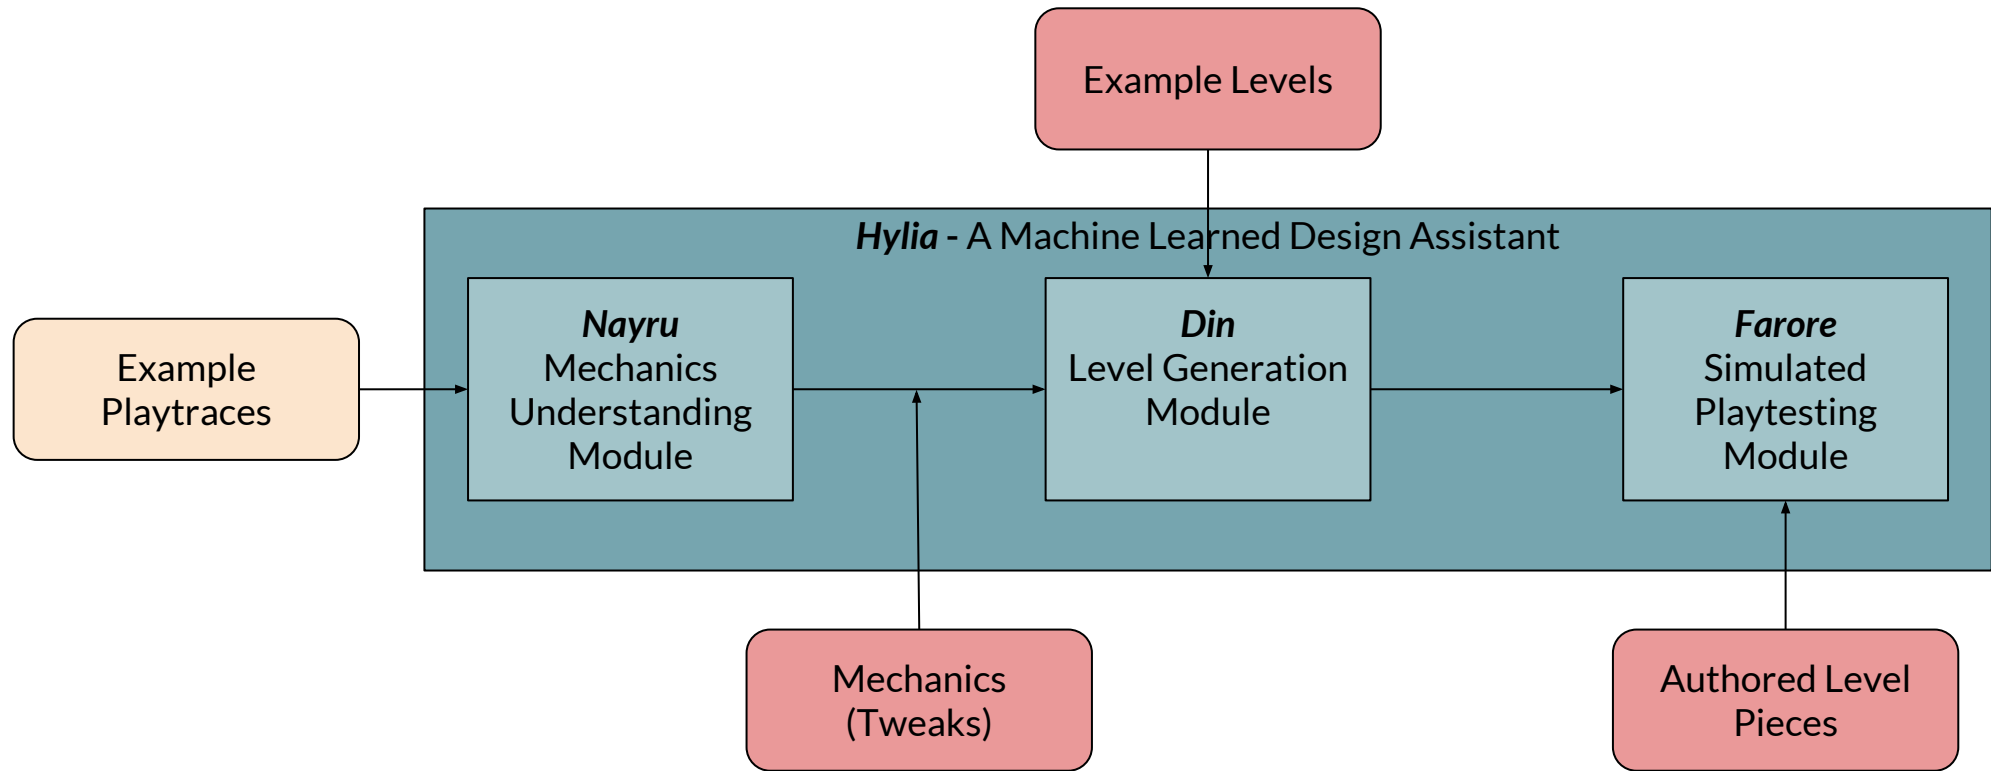 Example Levels
Hylia - A Machine Learned Design Assistant
Example
Playtraces
Nayru
Mechanics
Understanding
Module
Din
Level Generation
Module
Farore
Simulated
Playtesting
Module
Mechanics
(Tweaks)
Authored Level
Pieces